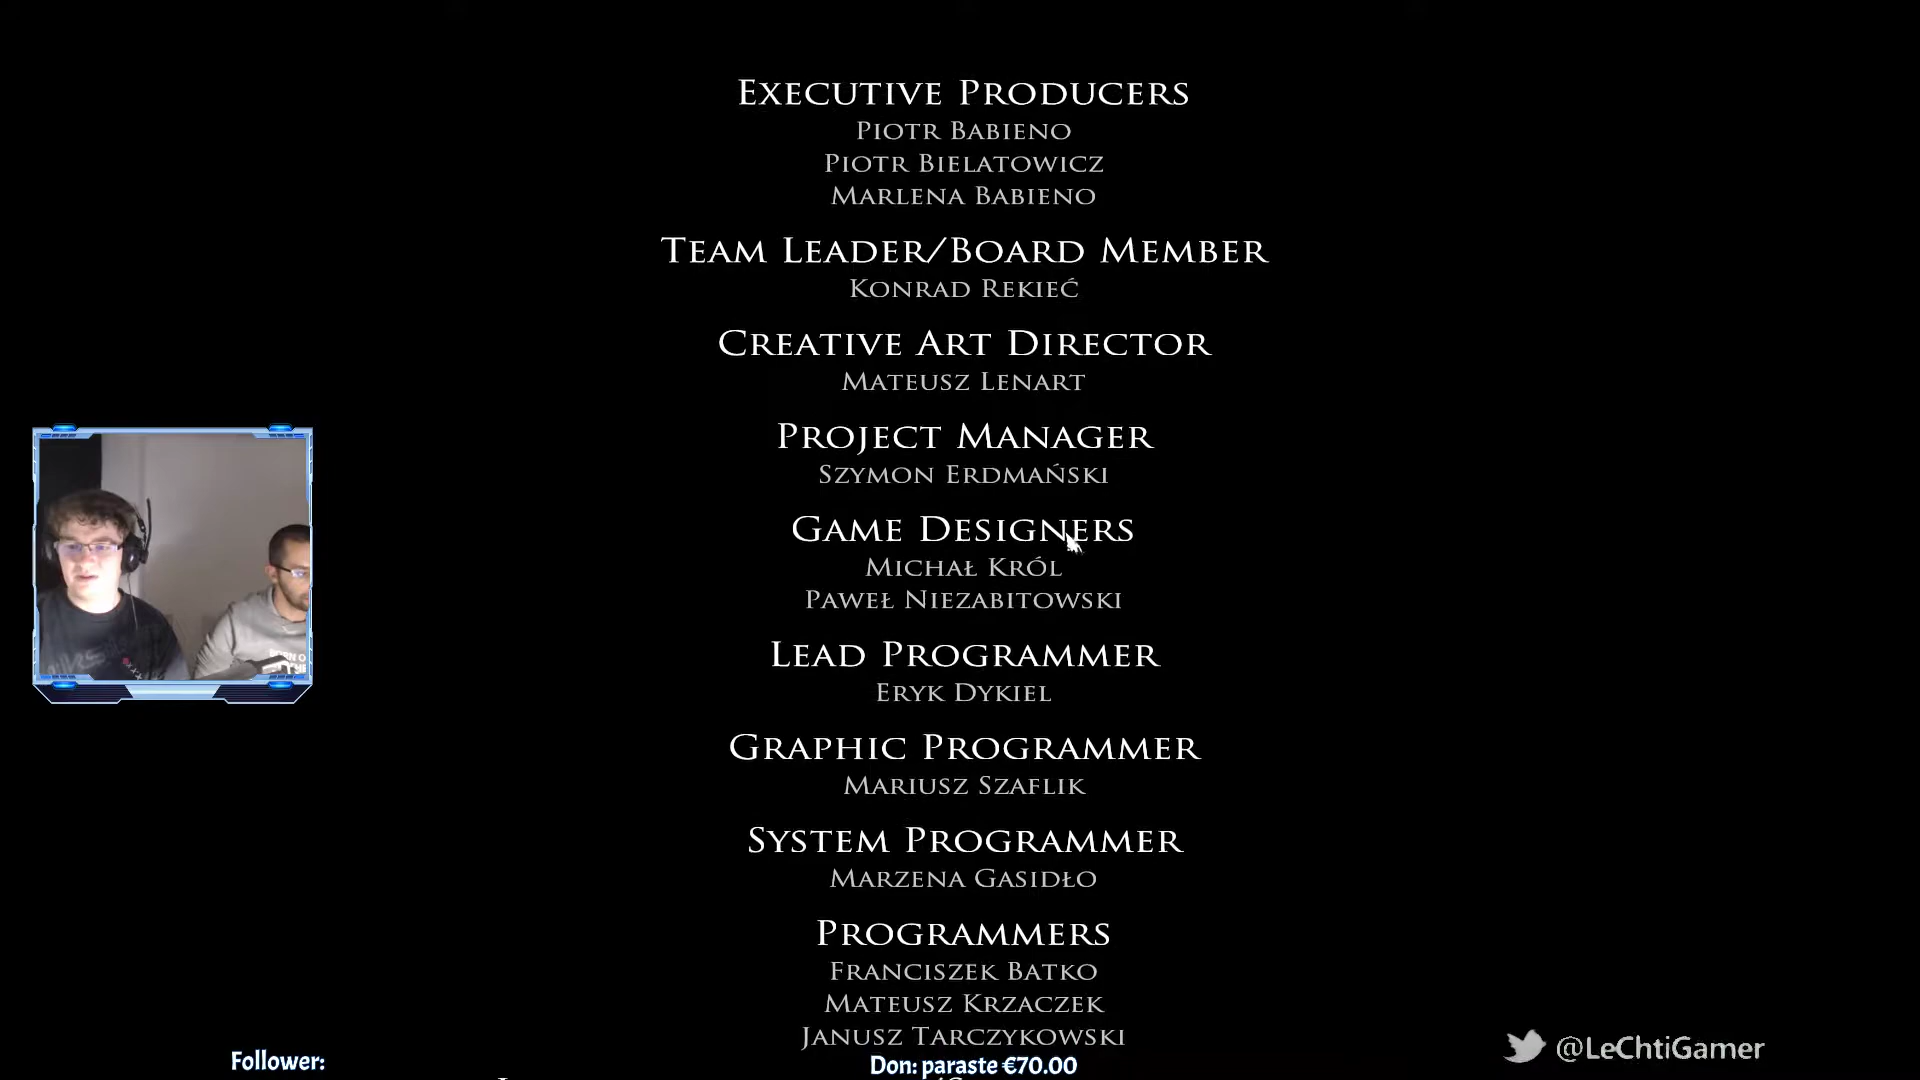 Executive Producers
Piotr Babieno
Piotr Bielatowicz
Marlena Babieno
Team Leader/Board Member
Konrad Rekieć
Creative Art Director
Mateusz Lenart
Project Manager
Szymon Erdmański
Game Designers
Michał Król
Paweł Niezabitowski
Lead Programmer
Eryk Dykiel
Graphic Programmer
Mariusz Szaflik
System Programmer
Marzena Gasidło
Programmers
Franciszek Batko
Mateusz Krzaczek
Janusz Tarczykowski
Follower:
Don: paraste €70.00
@LeChtiGamer